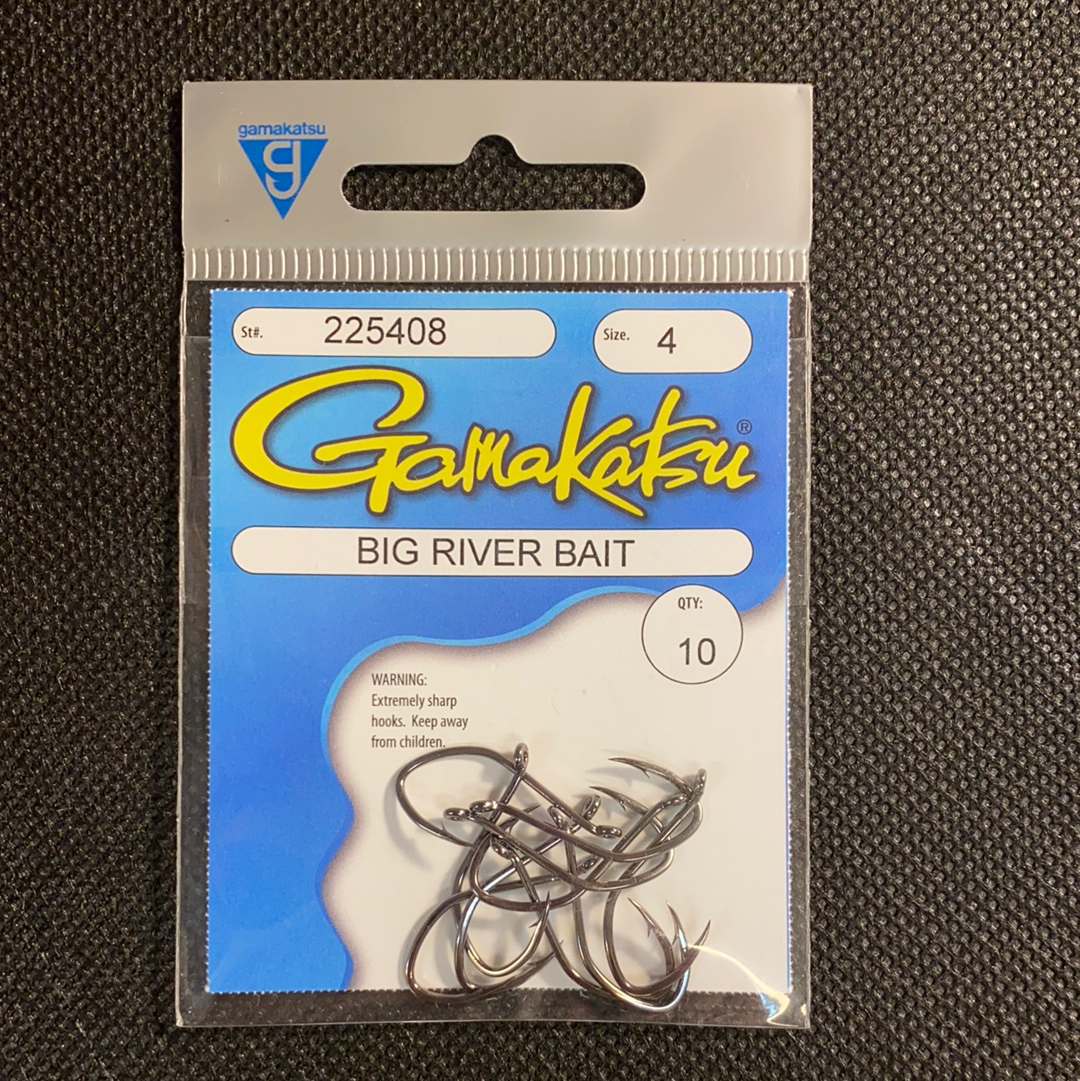 gamakatsu
g
St#. 225408
Size. 4
Gamakatsu®
BIG RIVER BAIT
QTY:
10
WARNING:
Extremely sharp
hooks. Keep away
from children.